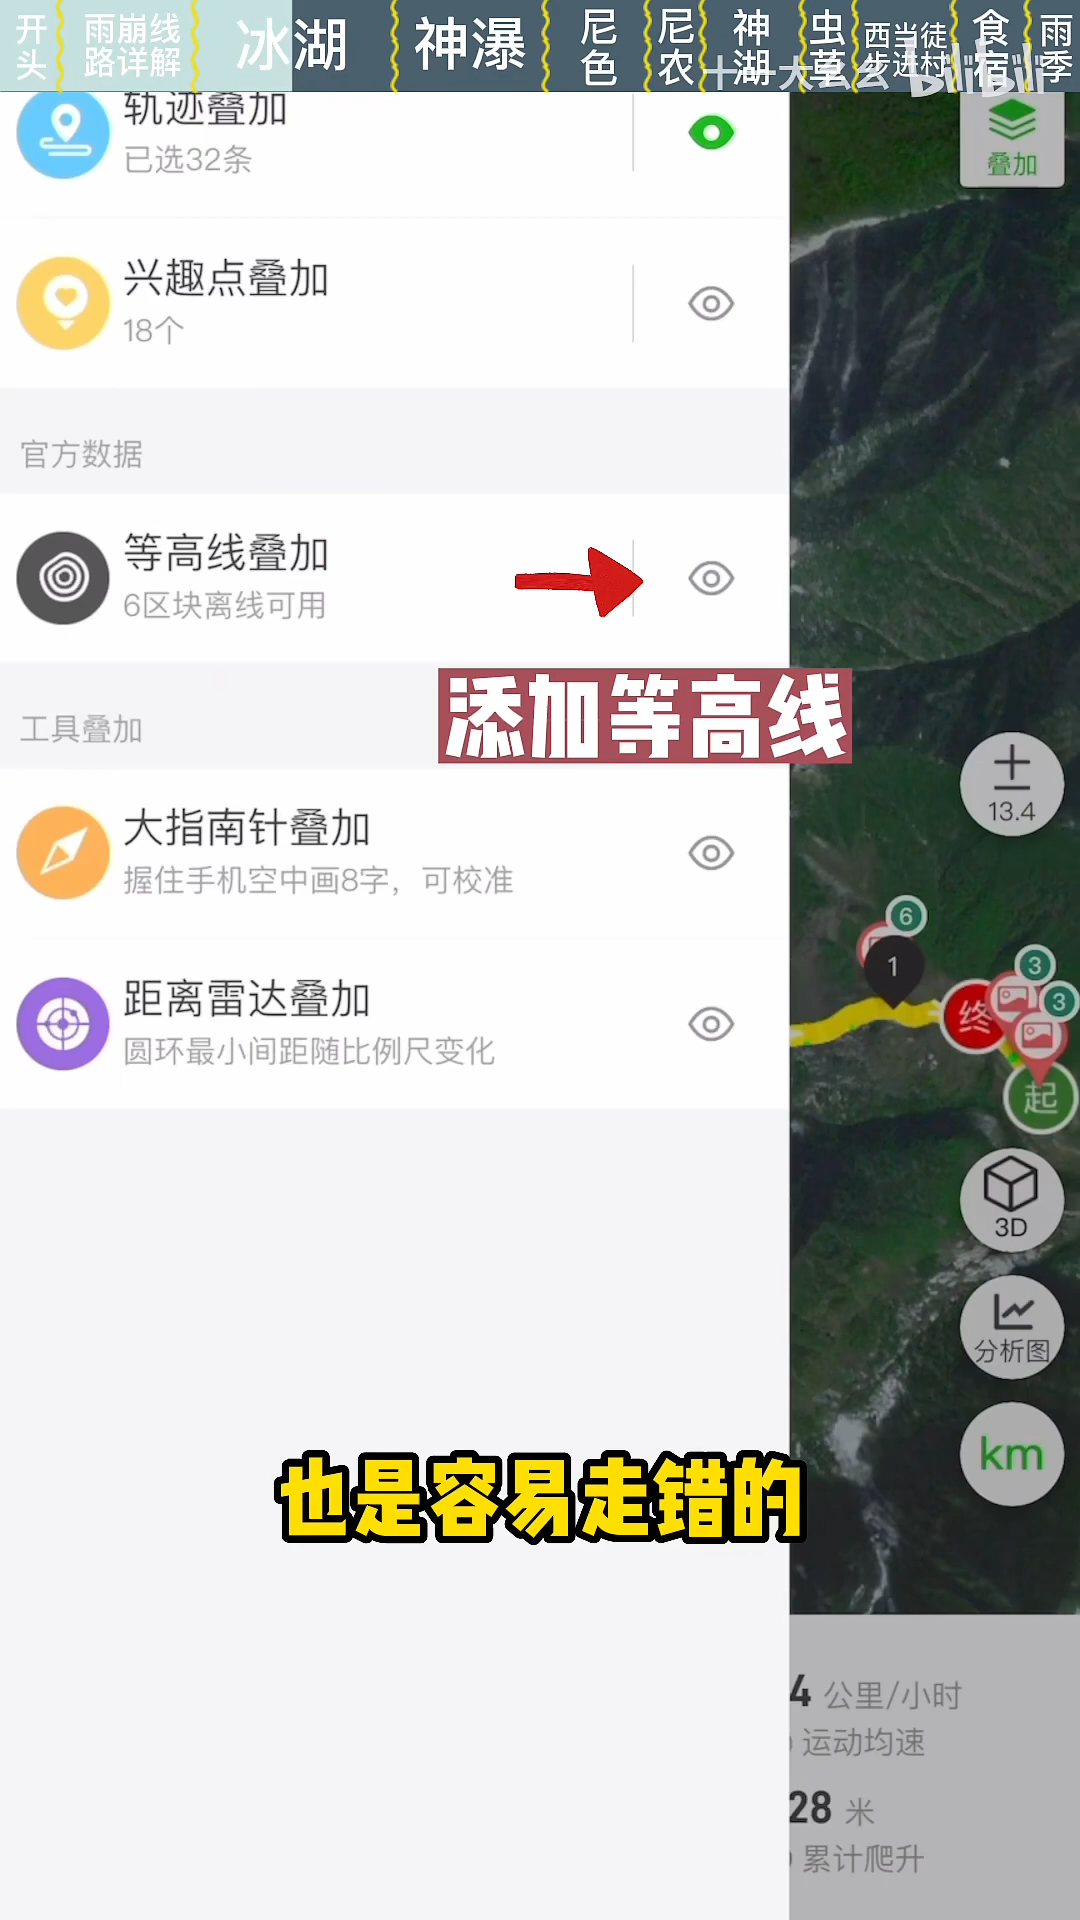 开头
雨崩线路详解
冰湖
神瀑
尼色
尼农
神湖
虫草
西当徒步进村
食宿
雨季
bilibili
轨迹叠加
已选32条
叠加
兴趣点叠加
18个
官方数据
等高线叠加
6区块离线可用
添加等高线
工具叠加
13.4
大指南针叠加
握住手机空中画8字，可校准
6
1
3
3
终
距离雷达叠加
圆环最小间距随比例尺变化
起
3D
分析图
km
也是容易走错的
4 公里/小时
运动均速
28 米
累计爬升